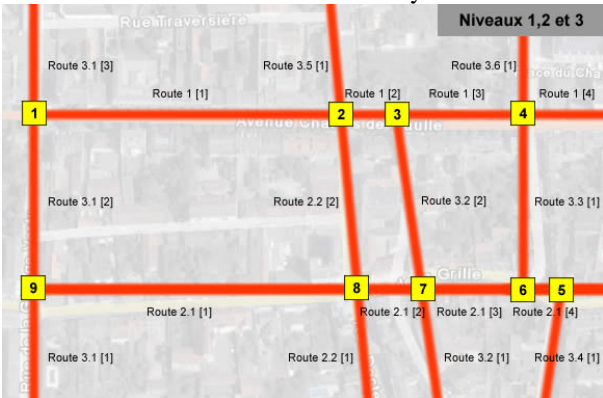 Rue Traversière
Niveaux 1,2 et 3
Route 3.1 [3]
Route 3.5 [1]
Route 3.6 [1]
Route 1 [1]
Route 1 [2]
Route 1 [3]
Route 1 [4]
1
2
3
4
Route 3.1 [2]
Route 2.2 [2]
Route 3.2 [2]
Route 3.3 [1]
Grille
9
8
7
6
5
Route 2.1 [1]
Route 2.1 [2]
Route 2.1 [3]
Route 2.1 [4]
Route 3.1 [1]
Route 2.2 [1]
Route 3.2 [1]
Route 3.4 [1]